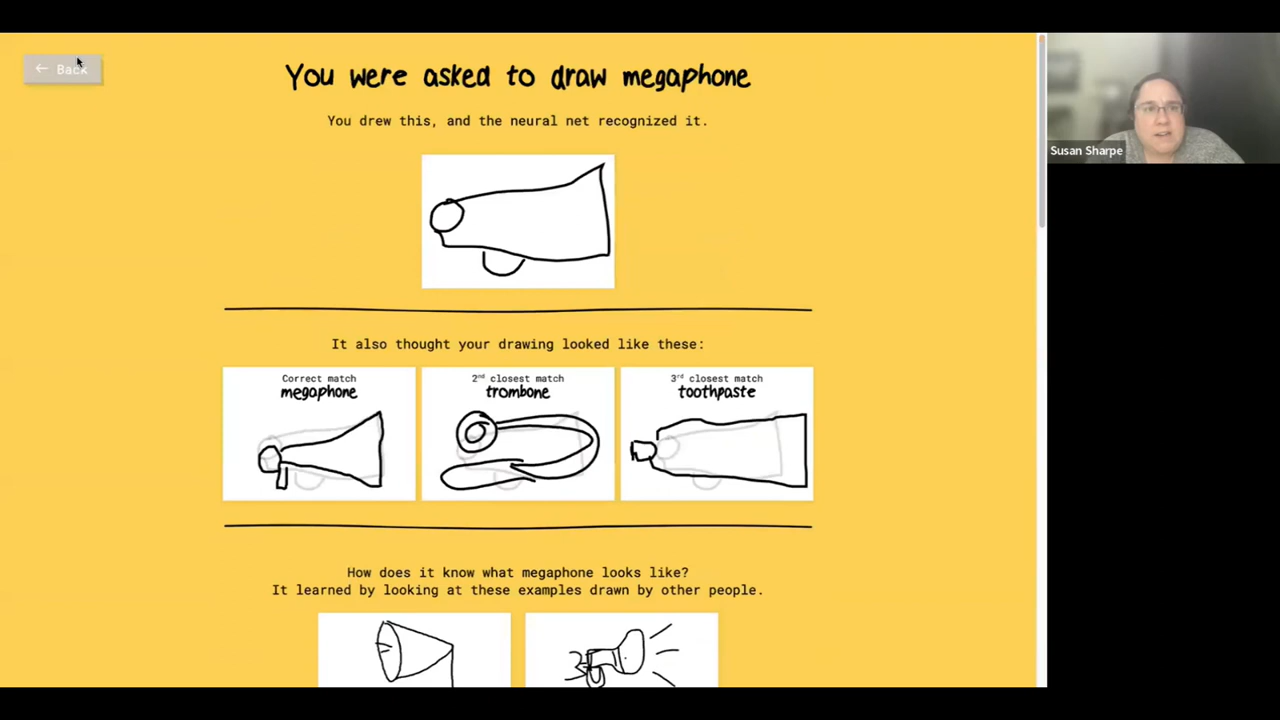 ← Back
You were asked to draw megaphone
You drew this, and the neural net recognized it.
Susan Sharpe
It also thought your drawing looked like these:
Correct match
megaphone
2nd closest match
trombone
3rd closest match
toothpaste
How does it know what megaphone looks like?
It learned by looking at these examples drawn by other people.